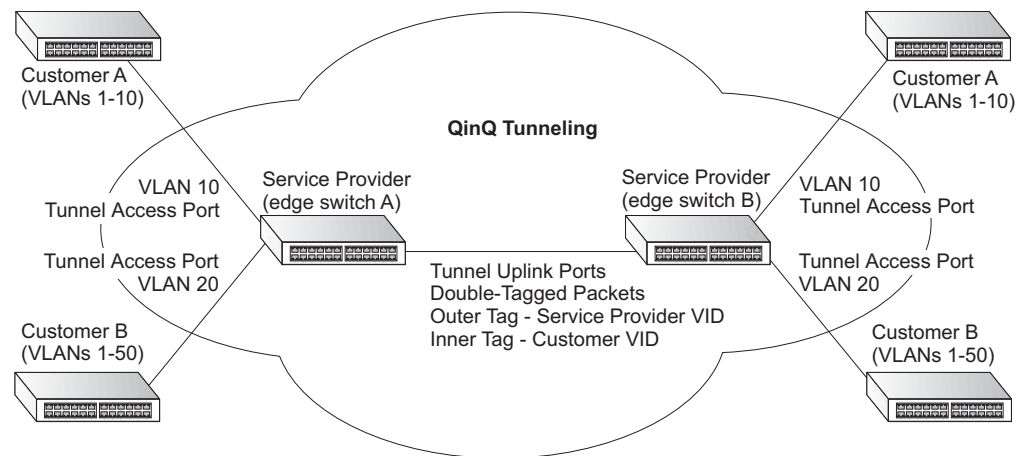 Customer A
(VLANs 1-10)
Customer A
(VLANs 1-10)
QinQ Tunneling
Service Provider
(edge switch A)
Service Provider
(edge switch B)
VLAN 10
Tunnel Access Port
VLAN 10
Tunnel Access Port
Tunnel Access Port
VLAN 20
Tunnel Uplink Ports
Double-Tagged Packets
Outer Tag - Service Provider VID
Inner Tag - Customer VID
Tunnel Access Port
VLAN 20
Customer B
(VLANs 1-50)
Customer B
(VLANs 1-50)